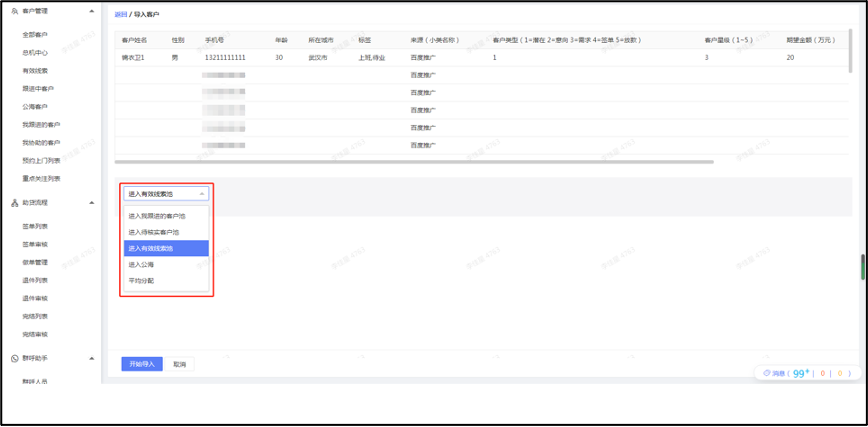 客户管理
全部客户
总机中心
有效线索
跟进中客户
公海客户
我跟进的客户
我协助的客户
预约上门列表
重点关注列表
助贷流程
签单列表
签单审核
做单管理
退件列表
退件审核
完结列表
完结审核
群呼助手
群呼人员
返回 / 导入客户
客户姓名 性别 手机号 年龄 所在城市 标签 来源（小类名称） 客户类型（1=潜在 2=意向 3=需求 4=签单 5=放款） 客户星级（1~5） 期望金额（万元）
锦衣卫1 男 13211111111 30 武汉市 上班,待业 百度推广 1 3 20
百度推广
百度推广
百度推广
百度推广
百度推广
进入有效线索池
进入我跟进的客户池
进入待核实客户池
进入有效线索池
进入公海
平均分配
开始导入 取消
消息 ( 99+ | 0 | 0 )